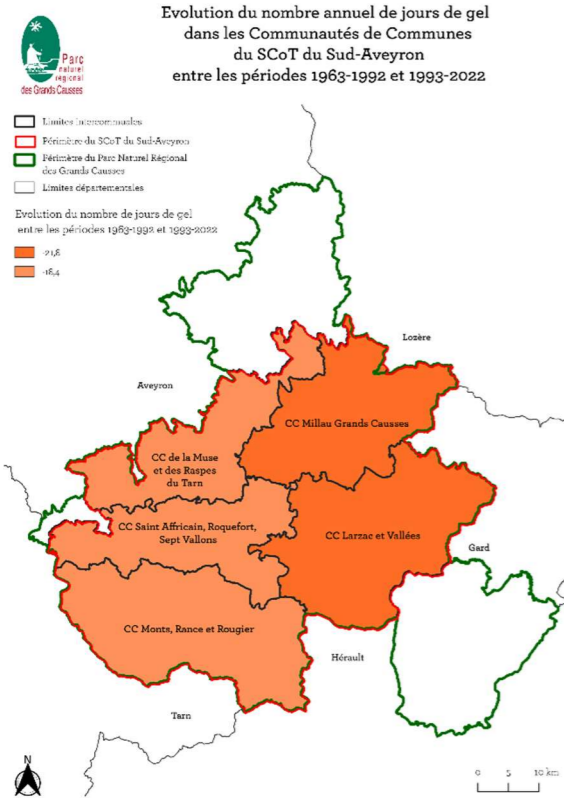 Evolution du nombre annuel de jours de gel
dans les Communautés de Communes
du SCoT du Sud-Aveyron
entre les périodes 1963-1992 et 1993-2022
Parc
naturel
régional
des Grands Causses
Limites intercommunales
Périmètre du SCoT du Sud-Aveyron
Périmètre du Parc Naturel Régional
des Grands Causses
Limites départementales
Evolution du nombre de jours de gel
entre les périodes 1963-1992 et 1993-2022
-21,8
-18,4
Lozère
Aveyron
CC Millau Grands Causses
CC de la Muse
et des Raspes
du Tarn
CC Saint Affricain, Roquefort,
Sept Vallons
CC Larzac et Vallées
Gard
CC Monts, Rance et Rougier
Hérault
Tarn
N
0 5 10 km